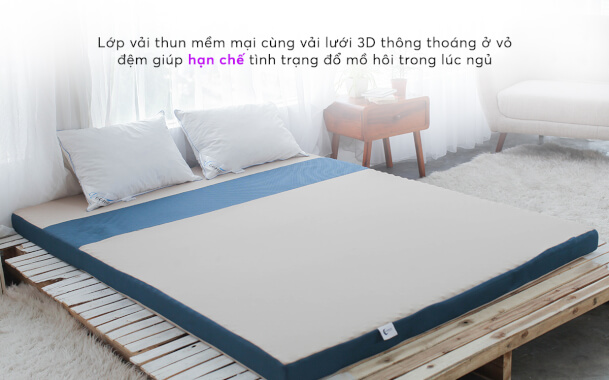 Lớp vải thun mềm mại cùng vải lưới 3D thông thoáng ở vỏ
đệm giúp hạn chế tình trạng đổ mồ hôi trong lúc ngủ